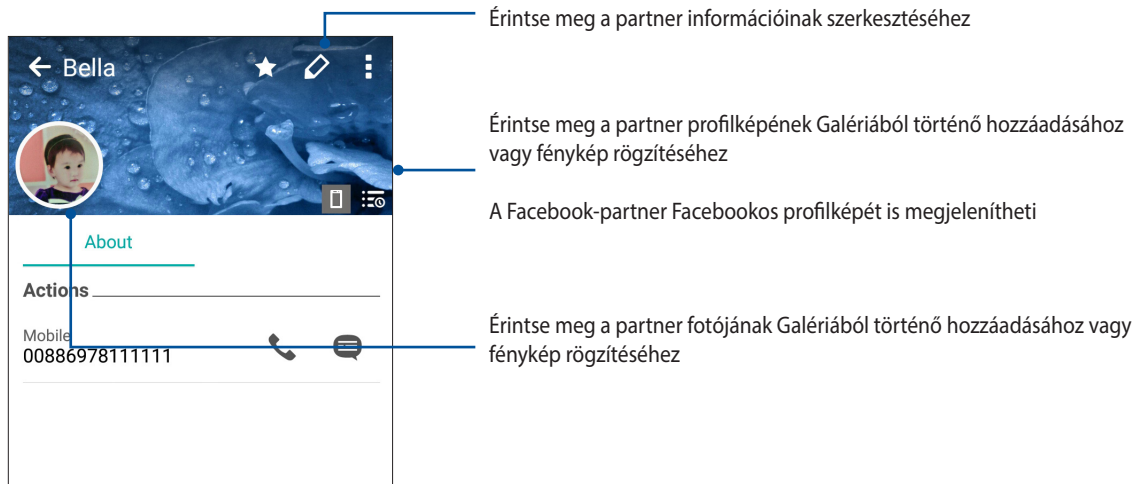 Érintse meg a partner információinak szerkesztéséhez
Bella
Érintse meg a partner profilképének Galériából történő hozzáadásához
vagy fénykép rögzítéséhez
A Facebook-partner Facebookos profilképét is megjelenítheti
About
Actions
Mobile
00886978111111
Érintse meg a partner fotójának Galériából történő hozzáadásához vagy
fénykép rögzítéséhez